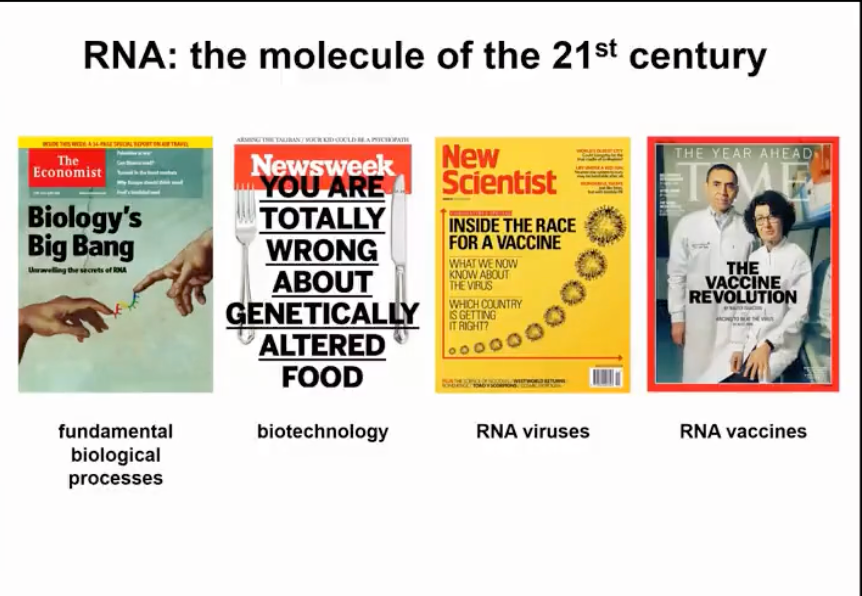 RNA: the molecule of the 21st century
INSIDE THIS WEEK: A 14-PAGE SPECIAL REPORT ON AIR TRAVEL
The
Economist
Biology's
Big Bang
Unravelling the secrets of RNA
ARMING THE TALIBAN / YOUR KID COULD BE A PSYCHOPATH
Newsweek
YOU ARE
TOTALLY
WRONG
ABOUT
GENETICALLY
ALTERED
FOOD
New
Scientist
INSIDE THE RACE
FOR A VACCINE
WHAT WE NOW
KNOW ABOUT
THE VIRUS
WHICH COUNTRY
IS GETTING
IT RIGHT?
THE YEAR AHEAD
TIME
THE
VACCINE
REVOLUTION
BY WALTER ISAACSON
fundamental
biological
processes
biotechnology
RNA viruses
RNA vaccines